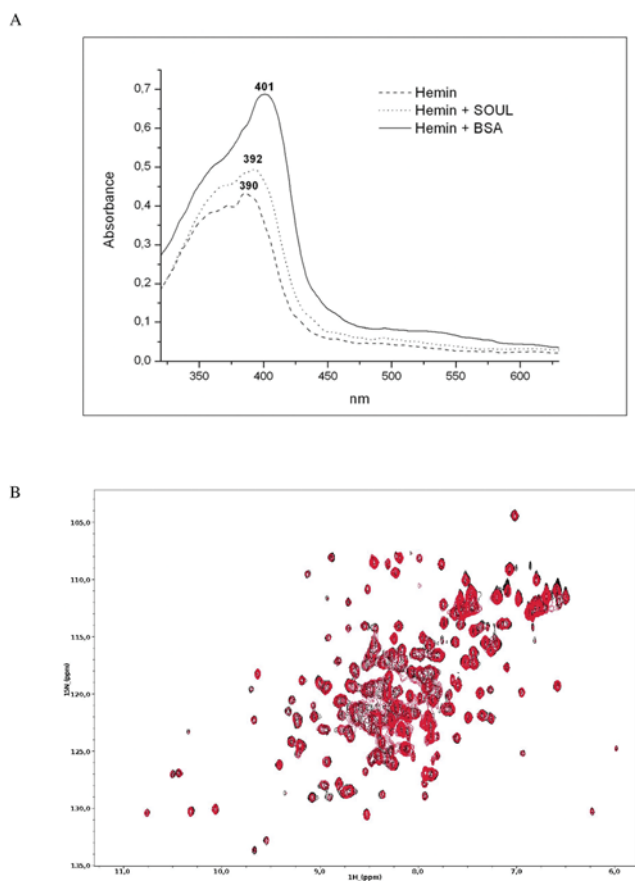 A
401
392
390
Hemin
Hemin + SOUL
Hemin + BSA
0,7
0,6
0,5
0,4
0,3
0,2
0,1
0,0
Absorbance
350 400 450 500 550 600
nm
B
105,0
110,0
115,0
120,0
125,0
130,0
135,0
15N_(ppm)
11,0 10,0 9,0 8,0 7,0 6,0
1H_(ppm)